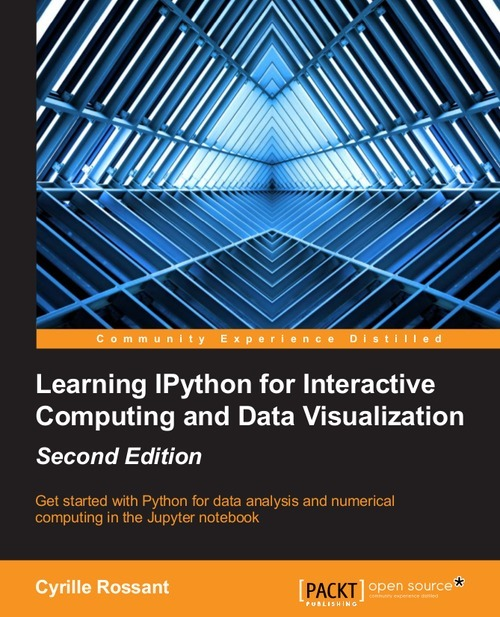 Community Experience Distilled
Learning IPython for Interactive
Computing and Data Visualization
Second Edition
Get started with Python for data analysis and numerical
computing in the Jupyter notebook
Cyrille Rossant
[PACKT]
PUBLISHING
open source*
community experience distilled